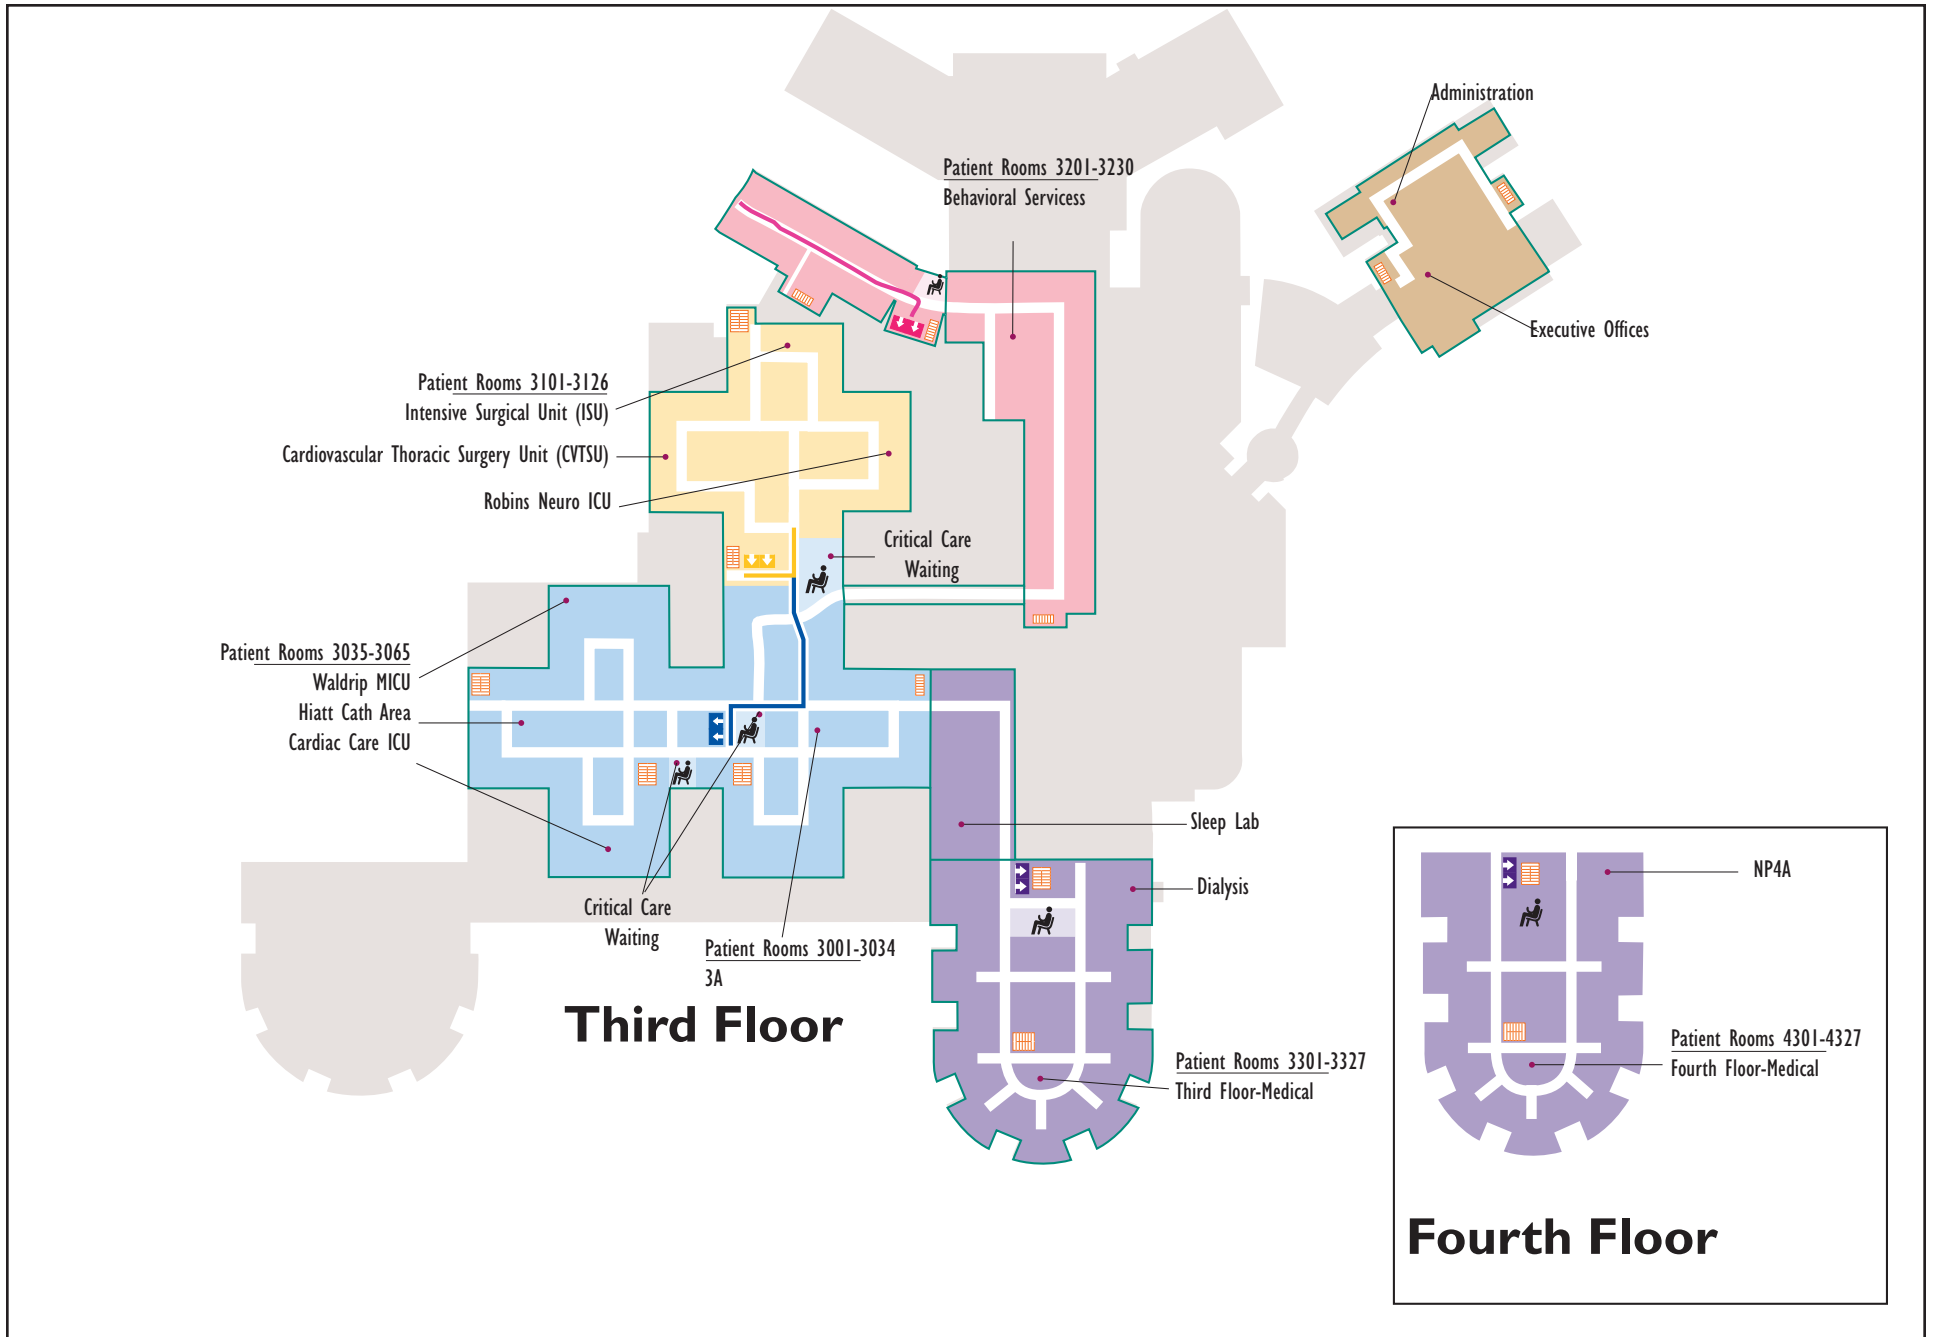 Administration
Patient Rooms 3201-3230
Behavioral Servicess
Executive Offices
Patient Rooms 3101-3126
Intensive Surgical Unit (ISU)
Cardiovascular Thoracic Surgery Unit (CVTSU)
Robins Neuro ICU
Critical Care
Waiting
Patient Rooms 3035-3065
Waldrip MICU
Hiatt Cath Area
Cardiac Care ICU
Sleep Lab
Dialysis
Critical Care
Waiting
Patient Rooms 3001-3034
3A
Third Floor
Patient Rooms 3301-3327
Third Floor-Medical
NP4A
Patient Rooms 4301-4327
Fourth Floor-Medical
Fourth Floor